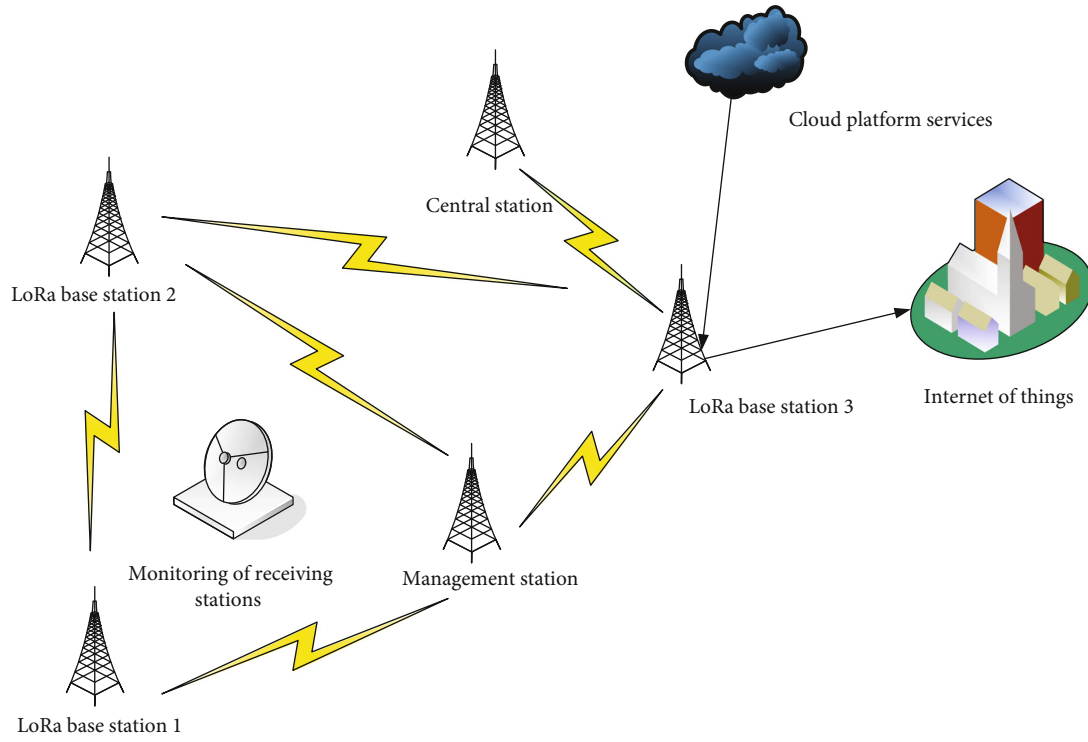 Cloud platform services
Central station
LoRa base station 2
LoRa base station 3
Internet of things
Monitoring of receiving
stations
Management station
LoRa base station 1